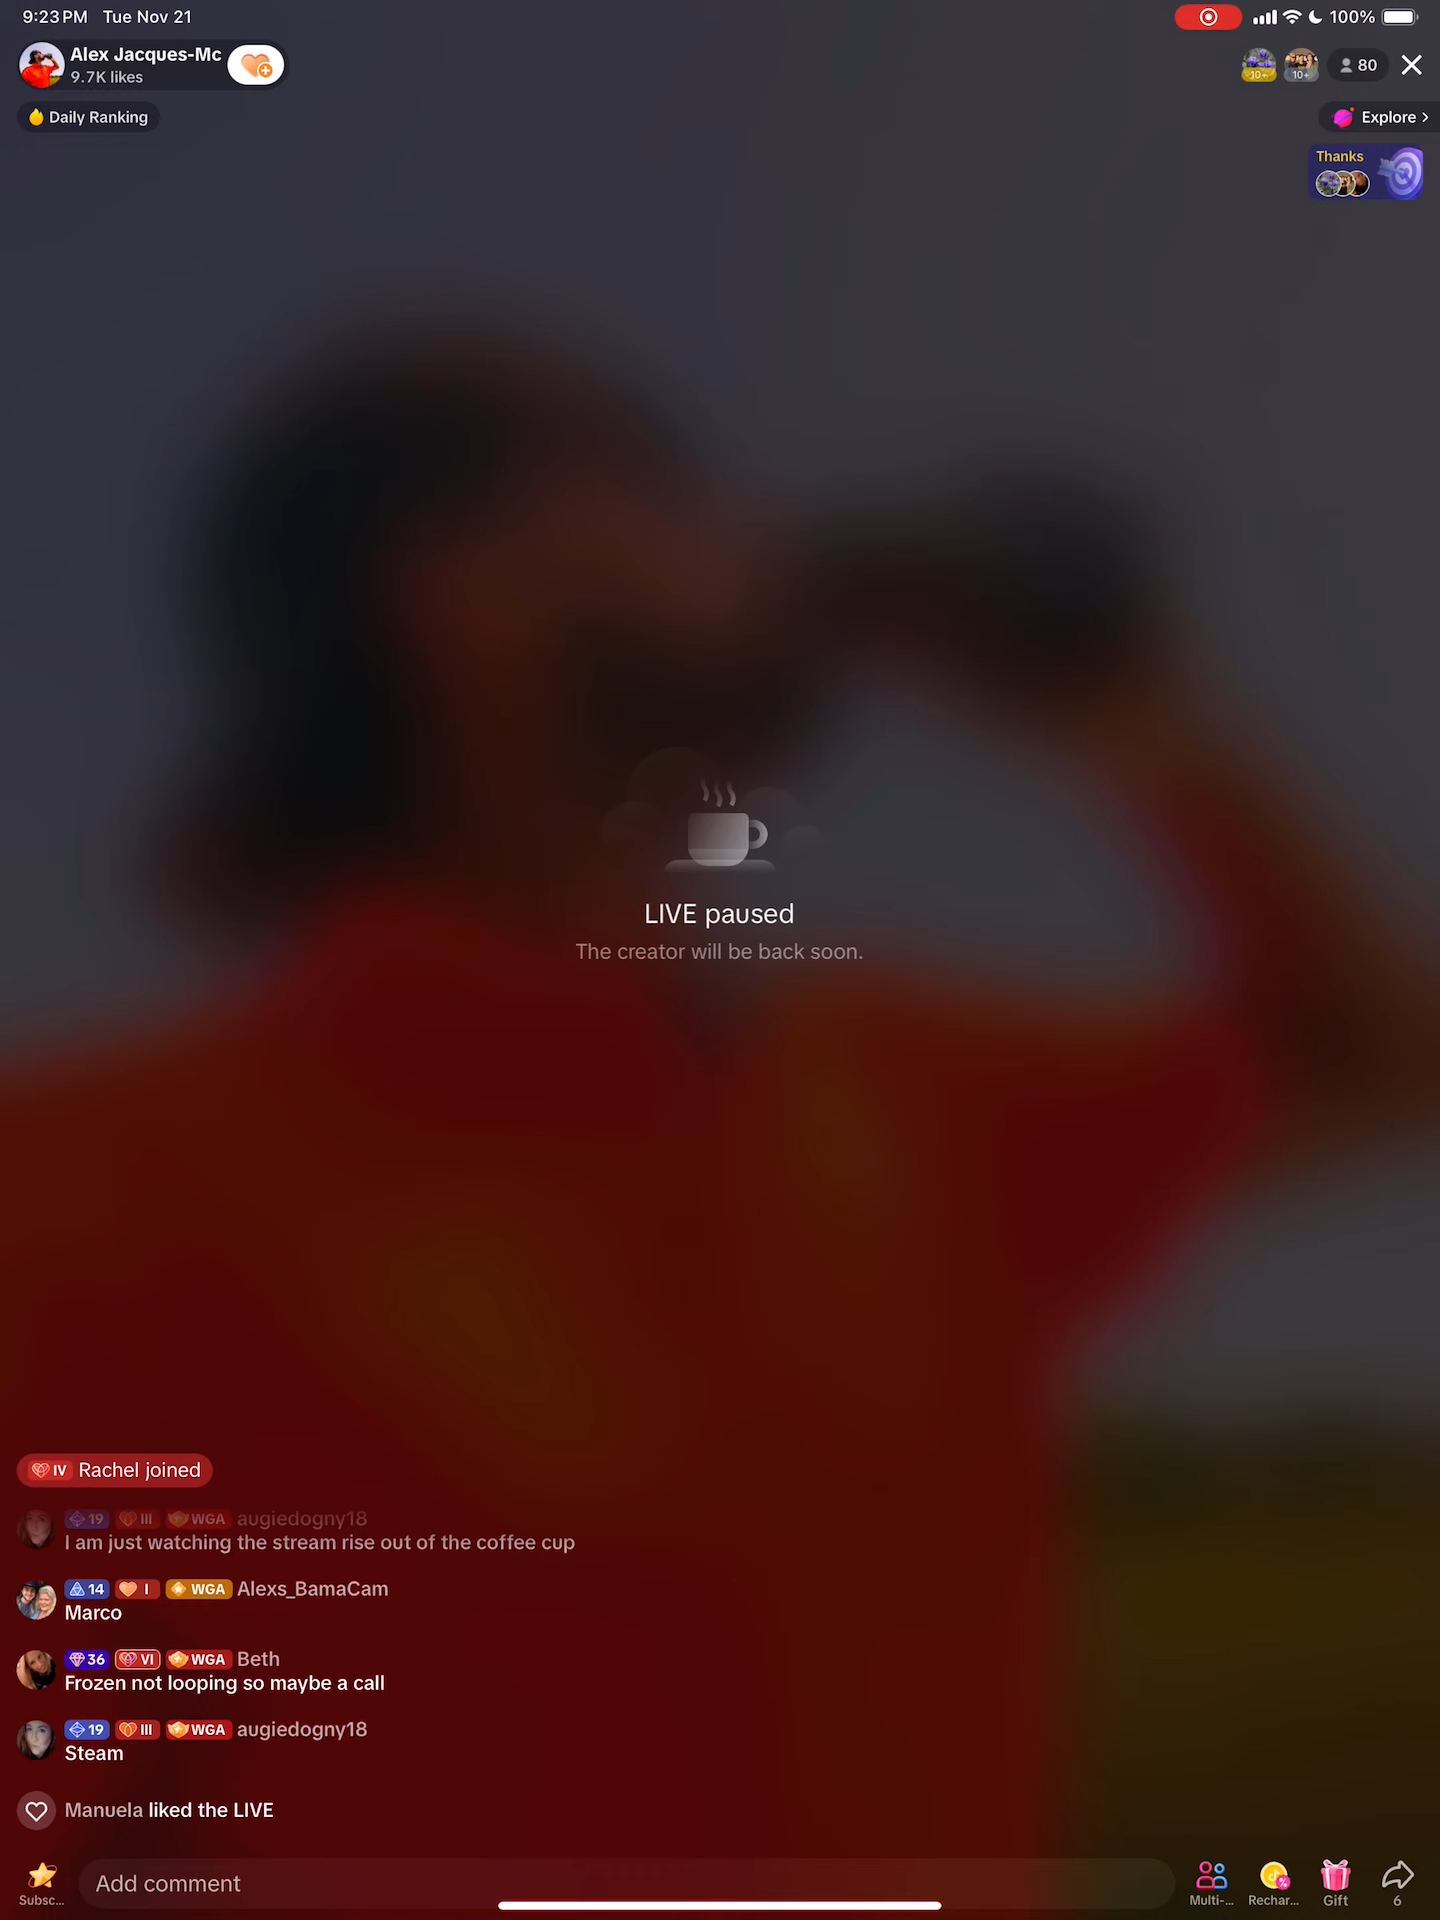 9:23 PM Tue Nov 21
100%
Alex Jacques-Mc
9.7K likes
10+
10+
80
Daily Ranking
Explore >
Thanks
LIVE paused
The creator will be back soon.
IV Rachel joined
19 III WGA augiedogny18
I am just watching the stream rise out of the coffee cup
14 I WGA Alexs_BamaCam
Marco
36 VI WGA Beth
Frozen not looping so maybe a call
19 III WGA augiedogny18
Steam
Manuela liked the LIVE
Subsc...
Add comment
Multi-...
Rechar...
Gift
6